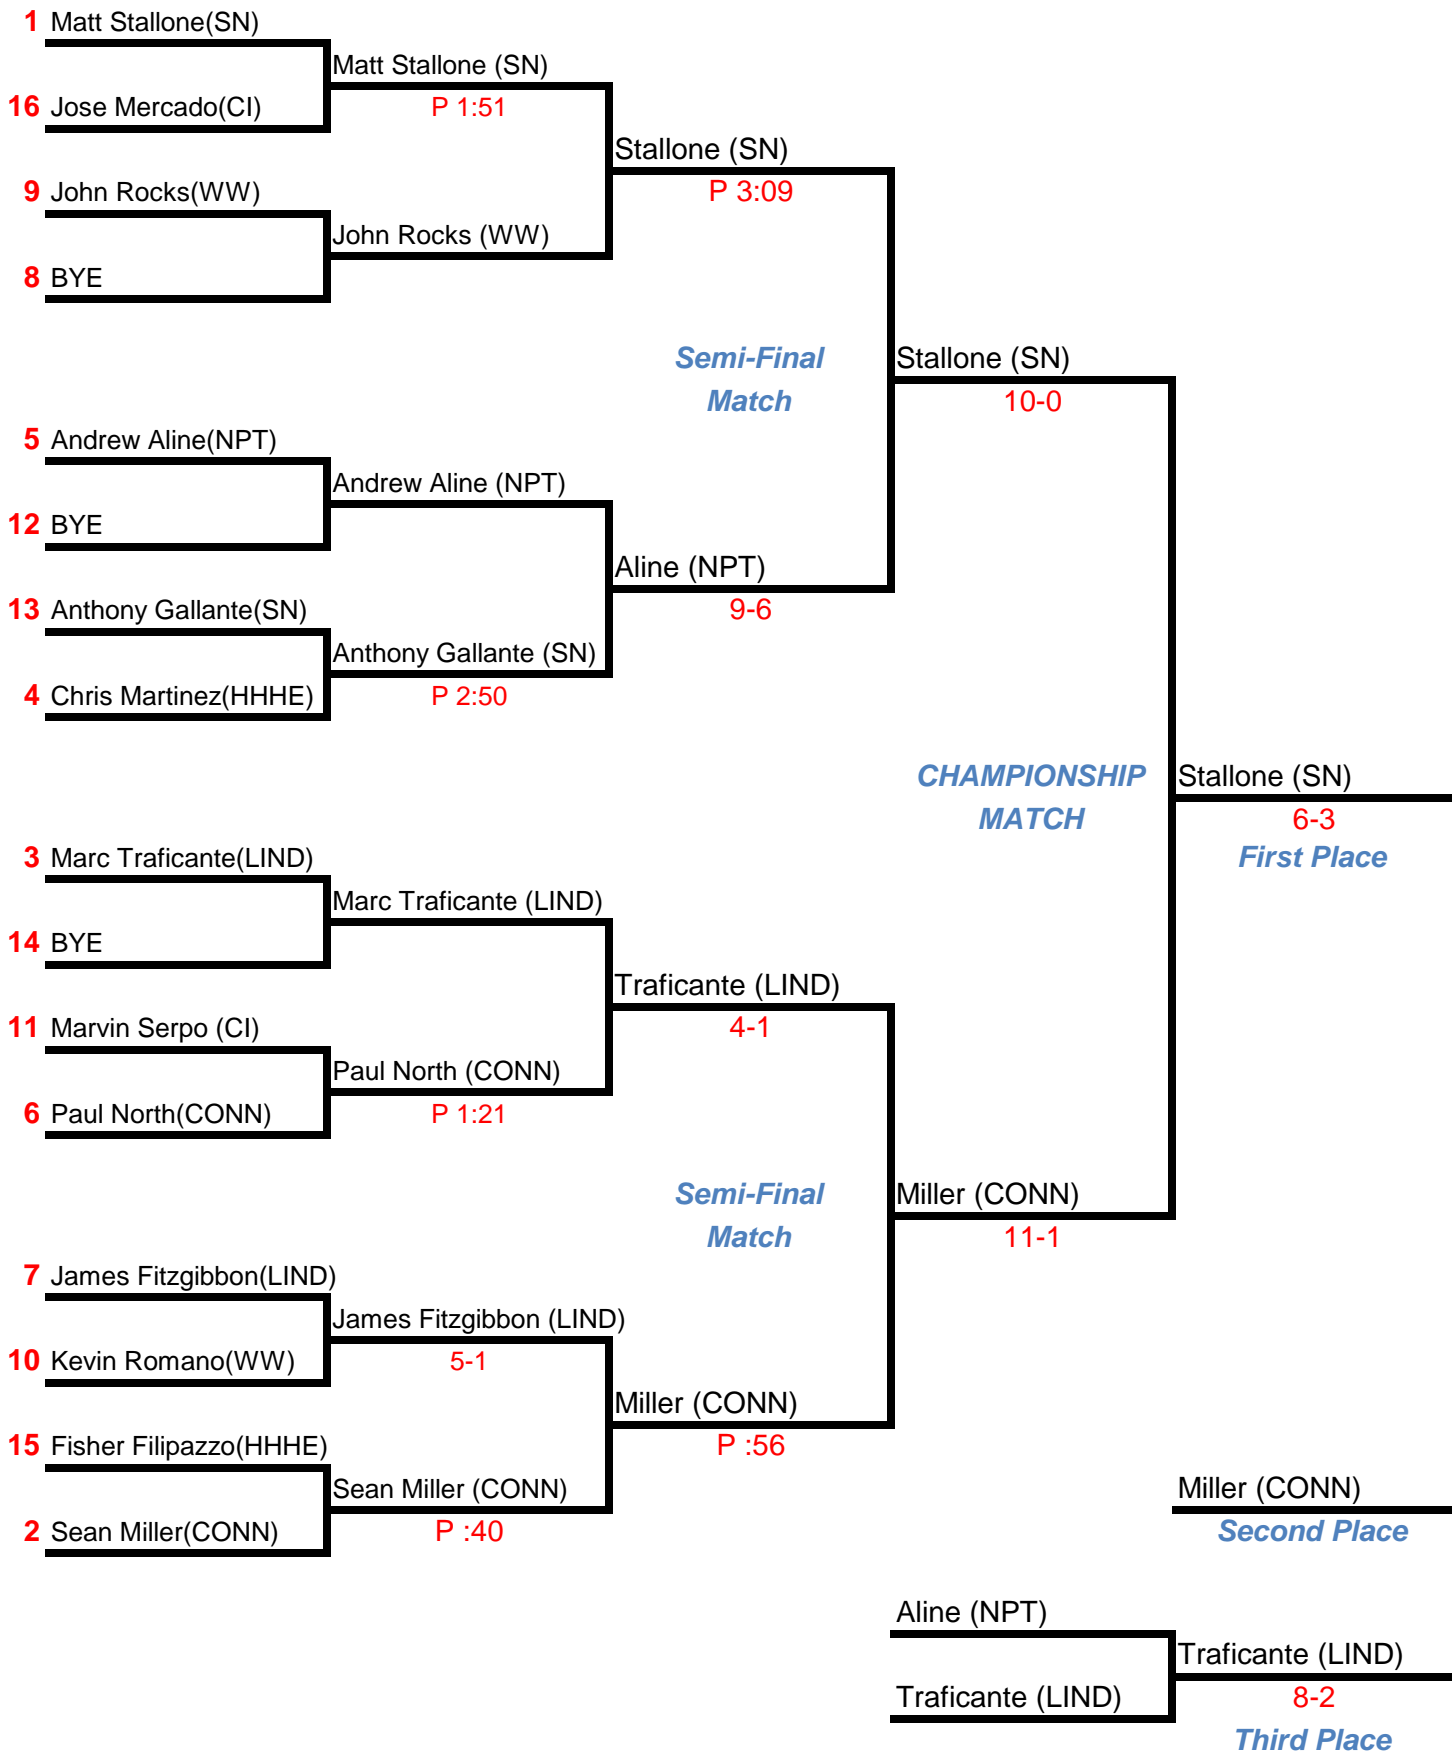 1 Matt Stallone(SN)
Matt Stallone (SN)
16 Jose Mercado(CI)
P 1:51
Stallone (SN)
P 3:09
9 John Rocks(WW)
John Rocks (WW)
8 BYE
Semi-Final
Match
Stallone (SN)
10-0
5 Andrew Aline(NPT)
Andrew Aline (NPT)
12 BYE
Aline (NPT)
9-6
13 Anthony Gallante(SN)
Anthony Gallante (SN)
4 Chris Martinez(HHHE)
P 2:50
CHAMPIONSHIP
MATCH
Stallone (SN)
6-3
First Place
3 Marc Traficante(LIND)
Marc Traficante (LIND)
14 BYE
Traficante (LIND)
4-1
11 Marvin Serpo (CI)
Paul North (CONN)
6 Paul North(CONN)
P 1:21
Semi-Final
Match
Miller (CONN)
11-1
7 James Fitzgibbon(LIND)
James Fitzgibbon (LIND)
10 Kevin Romano(WW)
5-1
Miller (CONN)
P :56
15 Fisher Filipazzo(HHHE)
Sean Miller (CONN)
2 Sean Miller(CONN)
P :40
Miller (CONN)
Second Place
Aline (NPT)
Traficante (LIND)
Traficante (LIND)
8-2
Third Place